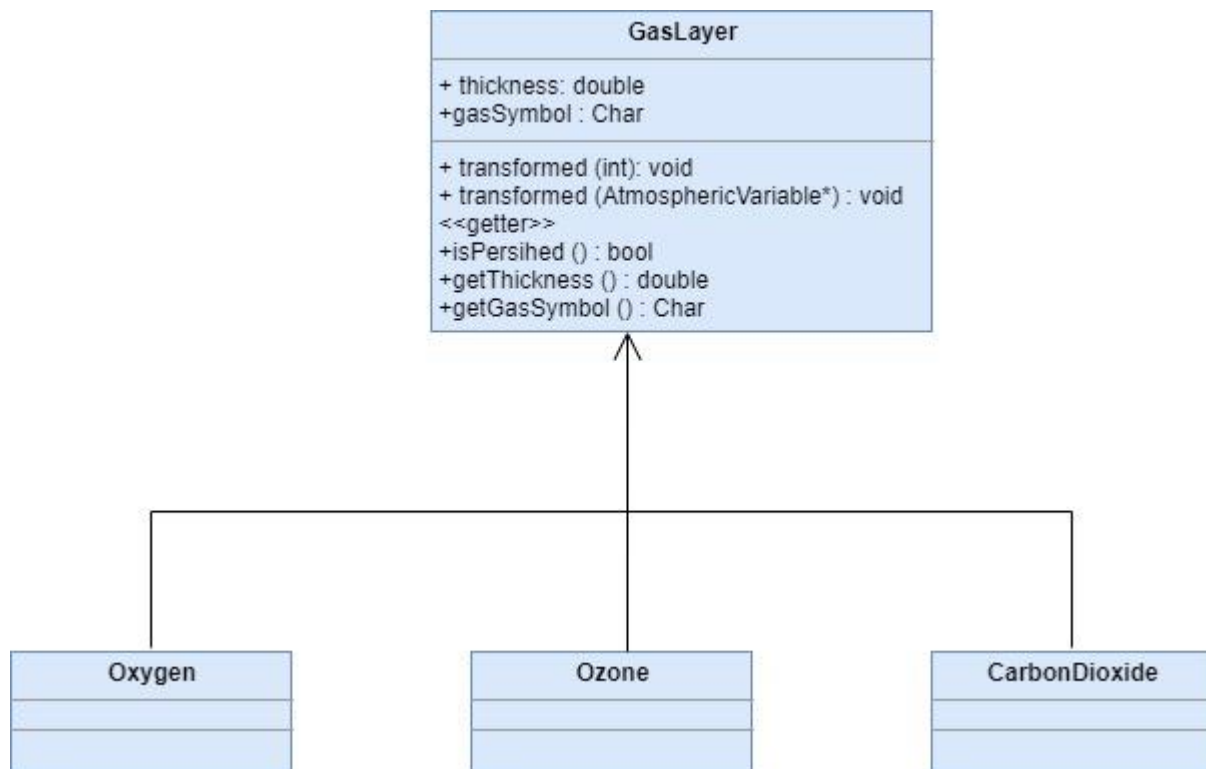 GasLayer
+ thickness: double
+gasSymbol : Char
+ transformed (int): void
+ transformed (AtmosphericVariable*) : void
<<getter>>
+isPersihed () : bool
+getThickness () : double
+getGasSymbol () : Char
Oxygen
Ozone
CarbonDioxide